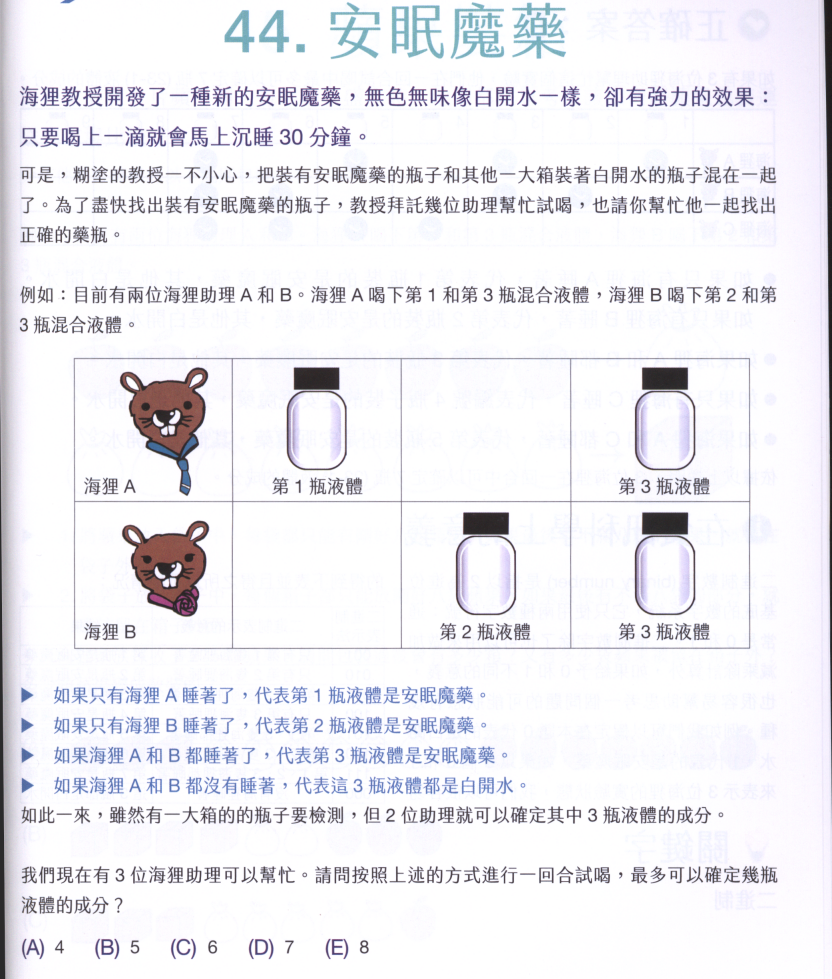 44. 安眠魔藥
海狸教授開發了一種新的安眠魔藥，無色無味像白開水一樣，卻有強力的效果：
只要喝上一滴就會馬上沉睡 30 分鐘。
可是，糊塗的教授一不小心，把裝有安眠魔藥的瓶子和其他一大箱裝著白開水的瓶子混在一起
了。為了盡快找出裝有安眠魔藥的瓶子，教授拜託幾位助理幫忙試喝，也請你幫忙他一起找出
正確的藥瓶。
例如：目前有兩位海狸助理 A 和 B。海狸 A 喝下第 1 和第 3 瓶混合液體，海狸 B 喝下第 2 和第
3 瓶混合液體。
海狸 A 第 1 瓶液體 第 3 瓶液體
海狸 B 第 2 瓶液體 第 3 瓶液體
▶ 如果只有海狸 A 睡著了，代表第 1 瓶液體是安眠魔藥。
▶ 如果只有海狸 B 睡著了，代表第 2 瓶液體是安眠魔藥。
▶ 如果海狸 A 和 B 都睡著了，代表第 3 瓶液體是安眠魔藥。
▶ 如果海狸 A 和 B 都沒有睡著，代表這 3 瓶液體都是白開水。
如此一來，雖然有一大箱的的瓶子要檢測，但 2 位助理就可以確定其中 3 瓶液體的成分。
我們現在有 3 位海狸助理可以幫忙。請問按照上述的方式進行一回合試喝，最多可以確定幾瓶
液體的成分？
(A) 4 (B) 5 (C) 6 (D) 7 (E) 8